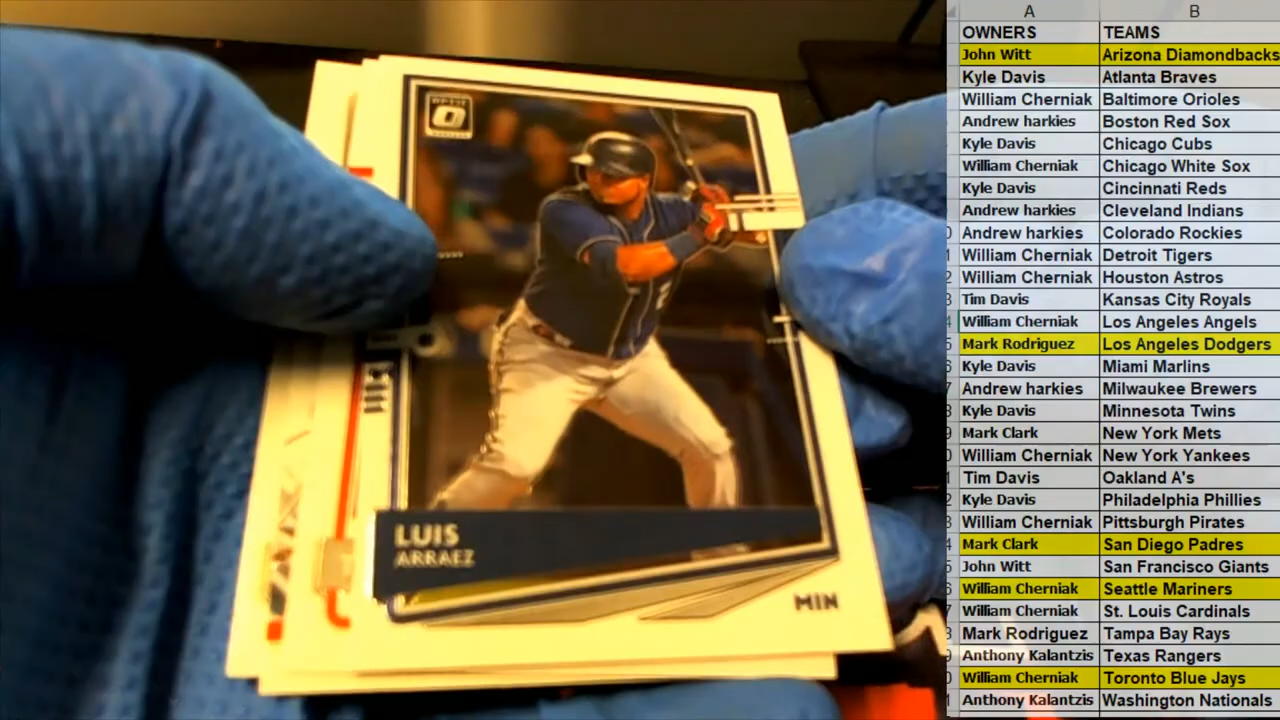 LUIS
ARRAEZ
MIN
A B
OWNERS TEAMS
John Witt Arizona Diamondbacks
Kyle Davis Atlanta Braves
William Cherniak Baltimore Orioles
Andrew harkies Boston Red Sox
Kyle Davis Chicago Cubs
William Cherniak Chicago White Sox
Kyle Davis Cincinnati Reds
Andrew harkies Cleveland Indians
Andrew harkies Colorado Rockies
William Cherniak Detroit Tigers
William Cherniak Houston Astros
Tim Davis Kansas City Royals
William Cherniak Los Angeles Angels
Mark Rodriguez Los Angeles Dodgers
Kyle Davis Miami Marlins
Andrew harkies Milwaukee Brewers
Kyle Davis Minnesota Twins
Mark Clark New York Mets
William Cherniak New York Yankees
Tim Davis Oakland A's
Kyle Davis Philadelphia Phillies
William Cherniak Pittsburgh Pirates
Mark Clark San Diego Padres
John Witt San Francisco Giants
William Cherniak Seattle Mariners
William Cherniak St. Louis Cardinals
Mark Rodriguez Tampa Bay Rays
Anthony Kalantzis Texas Rangers
William Cherniak Toronto Blue Jays
Anthony Kalantzis Washington Nationals